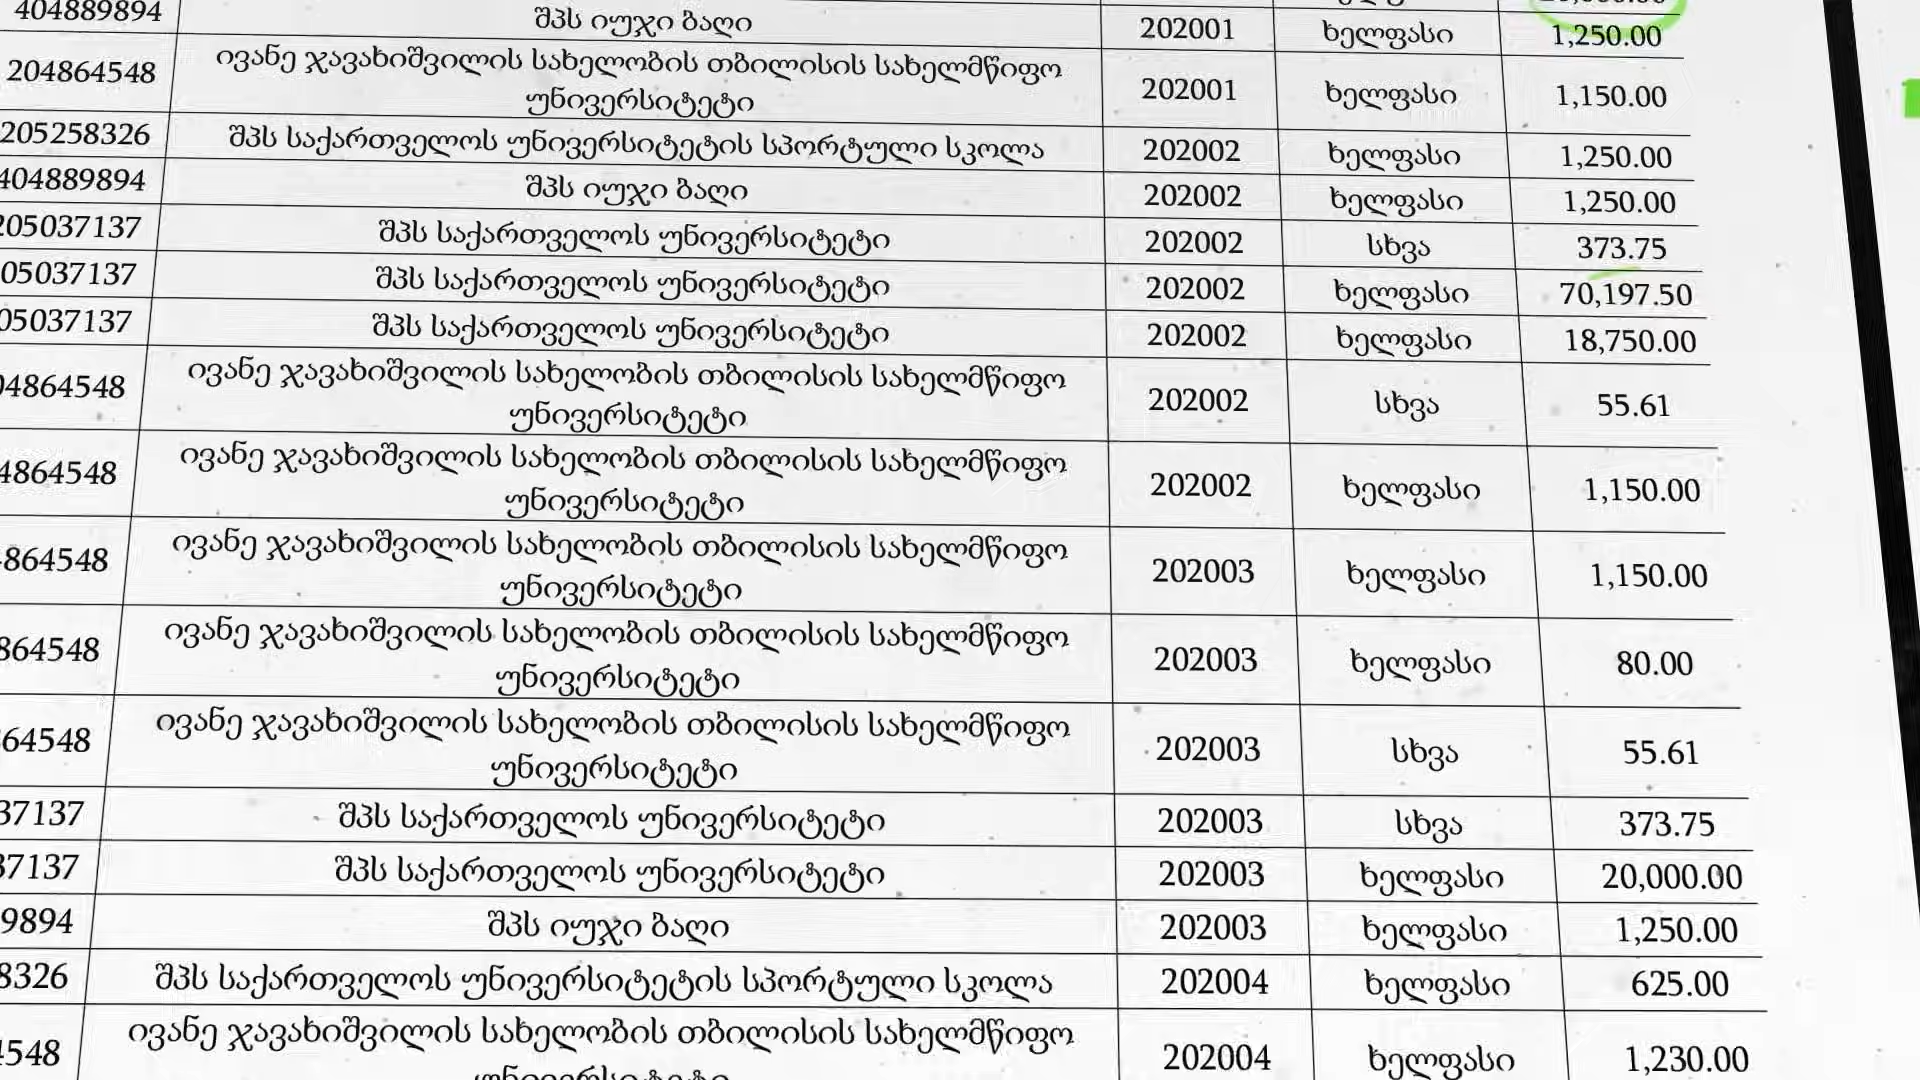 404889894 შპს იუჯი ბაღი 202001 ხელფასი 1,250.00
204864548 ივანე ჯავახიშვილის სახელობის თბილისის სახელმწიფო
უნივერსიტეტი 202001 ხელფასი 1,150.00
205258326 შპს საქართველოს უნივერსიტეტის სპორტული სკოლა 202002 ხელფასი 1,250.00
404889894 შპს იუჯი ბაღი 202002 ხელფასი 1,250.00
205037137 შპს საქართველოს უნივერსიტეტი 202002 სხვა 373.75
05037137 შპს საქართველოს უნივერსიტეტი 202002 ხელფასი 70,197.50
05037137 შპს საქართველოს უნივერსიტეტი 202002 ხელფასი 18,750.00
04864548 ივანე ჯავახიშვილის სახელობის თბილისის სახელმწიფო
უნივერსიტეტი 202002 სხვა 55.61
4864548 ივანე ჯავახიშვილის სახელობის თბილისის სახელმწიფო
უნივერსიტეტი 202002 ხელფასი 1,150.00
864548 ივანე ჯავახიშვილის სახელობის თბილისის სახელმწიფო
უნივერსიტეტი 202003 ხელფასი 1,150.00
864548 ივანე ჯავახიშვილის სახელობის თბილისის სახელმწიფო
უნივერსიტეტი 202003 ხელფასი 80.00
64548 ივანე ჯავახიშვილის სახელობის თბილისის სახელმწიფო
უნივერსიტეტი 202003 სხვა 55.61
37137 შპს საქართველოს უნივერსიტეტი 202003 სხვა 373.75
37137 შპს საქართველოს უნივერსიტეტი 202003 ხელფასი 20,000.00
9894 შპს იუჯი ბაღი 202003 ხელფასი 1,250.00
8326 შპს საქართველოს უნივერსიტეტის სპორტული სკოლა 202004 ხელფასი 625.00
4548 ივანე ჯავახიშვილის სახელობის თბილისის სახელმწიფო
202004 ხელფასი 1,230.00